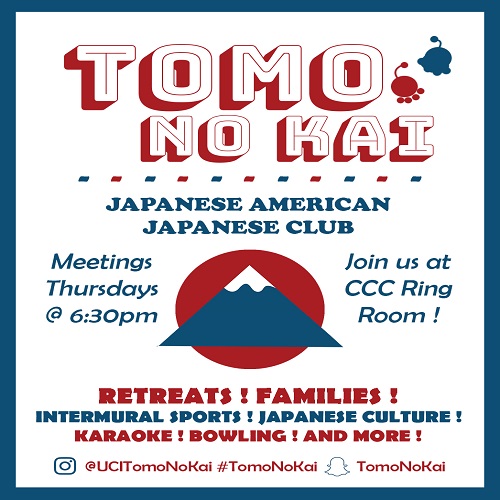 TOMO
NO KAI
JAPANESE AMERICAN
JAPANESE CLUB
Meetings
Thursdays
@ 6:30pm
Join us at
CCC Ring
Room !
RETREATS ! FAMILIES !
INTERMURAL SPORTS ! JAPANESE CULTURE !
KARAOKE ! BOWLING ! AND MORE !
@UCITomoNoKai #TomoNoKai TomoNoKai